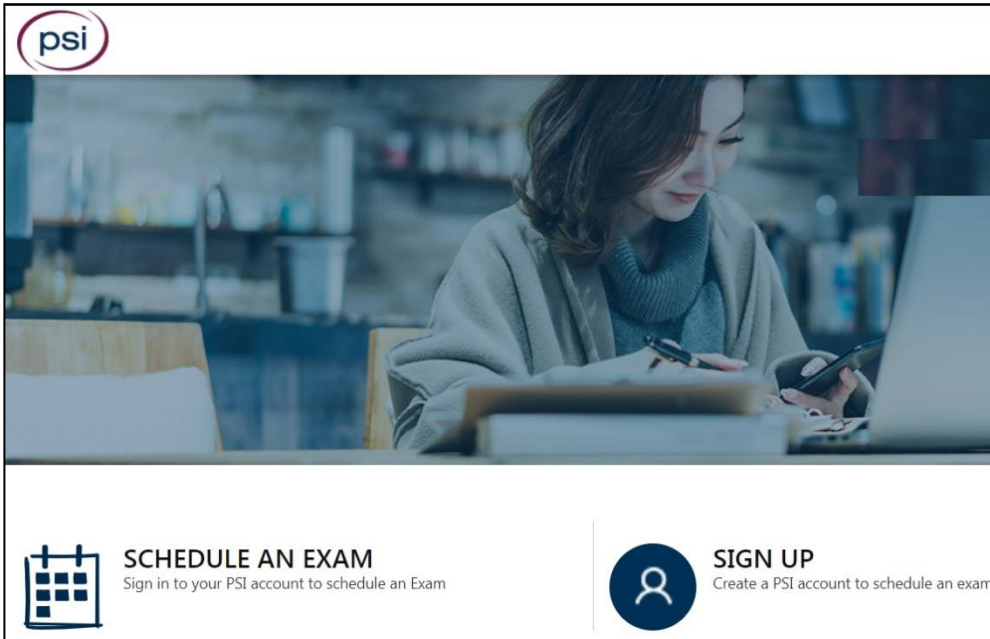 psi
SCHEDULE AN EXAM
Sign in to your PSI account to schedule an Exam
SIGN UP
Create a PSI account to schedule an exam